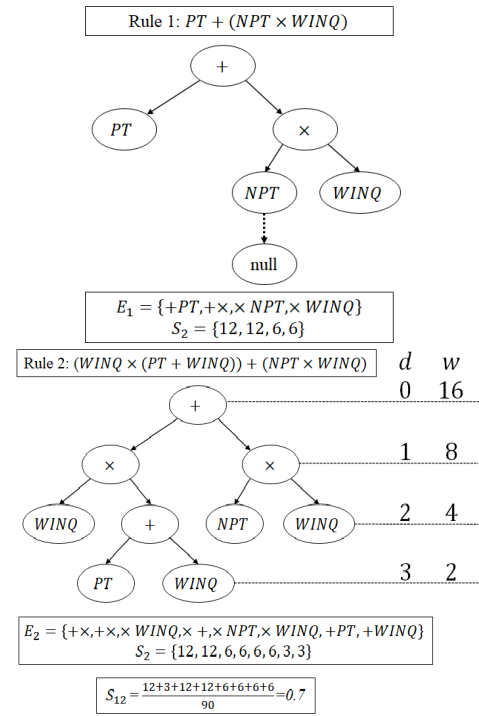 Rule 1: PT + (NPT × WINQ)
+
PT
×
NPT
WINQ
null
E₁ = {+PT,+×,× NPT,× WINQ}
S₂ = {12, 12, 6, 6}
Rule 2: (WINQ × (PT + WINQ)) + (NPT × WINQ)
d w
+
0 16
× ×
1 8
WINQ + NPT WINQ
2 4
PT WINQ
3 2
E₂ = {+×,+×,× WINQ,× +,× NPT,× WINQ, +PT, +WINQ}
S₂ = {12, 12, 6, 6, 6, 6, 3, 3}
S₁₂ = (12+3+12+12+6+6+6+6)/90 =0.7